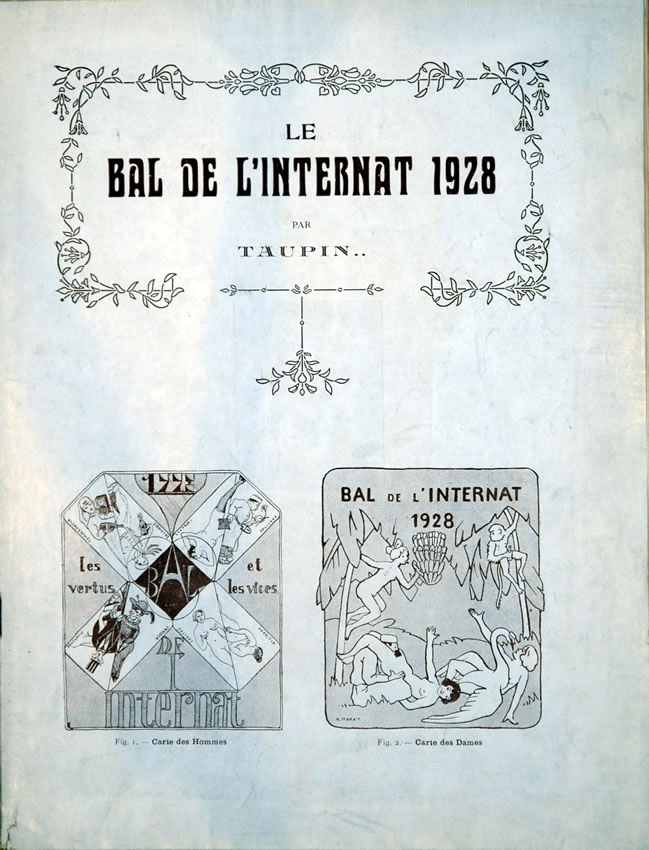 LE
BAL DE L'INTERNAT 1928
PAR
TAUPIN..
Les
vertus
et
les vices
BAL
DE
l'
Internat
BAL DE L'INTERNAT
1928
Fig. 1. — Carte des Hommes
Fig. 2. — Carte des Dames